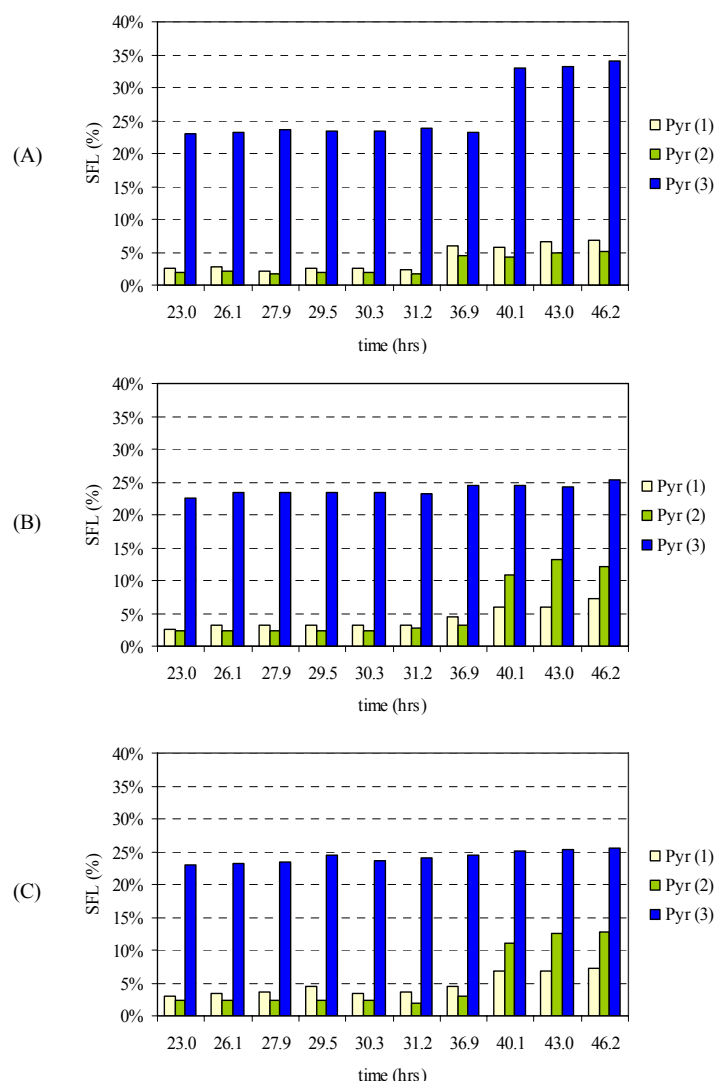 (A)
SFL (%)
40%
35%
30%
25%
20%
15%
10%
5%
0%
23.0 26.1 27.9 29.5 30.3 31.2 36.9 40.1 43.0 46.2
time (hrs)
Pyr (1)
Pyr (2)
Pyr (3)
(B)
SFL (%)
40%
35%
30%
25%
20%
15%
10%
5%
0%
23.0 26.1 27.9 29.5 30.3 31.2 36.9 40.1 43.0 46.2
time (hrs)
Pyr (1)
Pyr (2)
Pyr (3)
(C)
SFL (%)
40%
35%
30%
25%
20%
15%
10%
5%
0%
23.0 26.1 27.9 29.5 30.3 31.2 36.9 40.1 43.0 46.2
time (hrs)
Pyr (1)
Pyr (2)
Pyr (3)